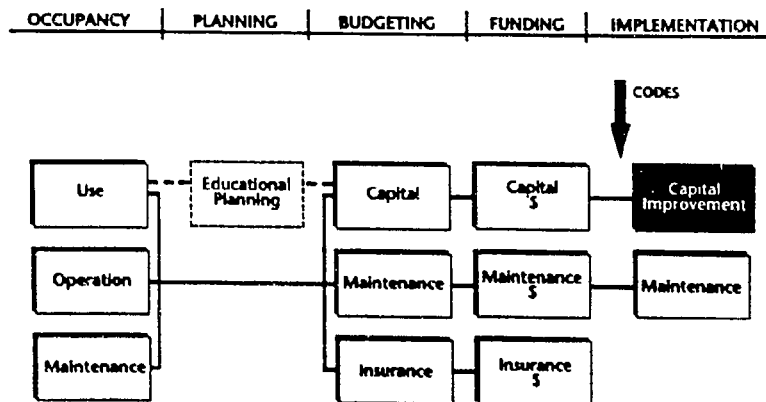 OCCUPANCY PLANNING BUDGETING FUNDING IMPLEMENTATION
CODES
Use
Educational
Planning
Capital
Capital
$
Capital
Improvement
Operation
Maintenance
Maintenance
$
Maintenance
Maintenance
Insurance
Insurance
$